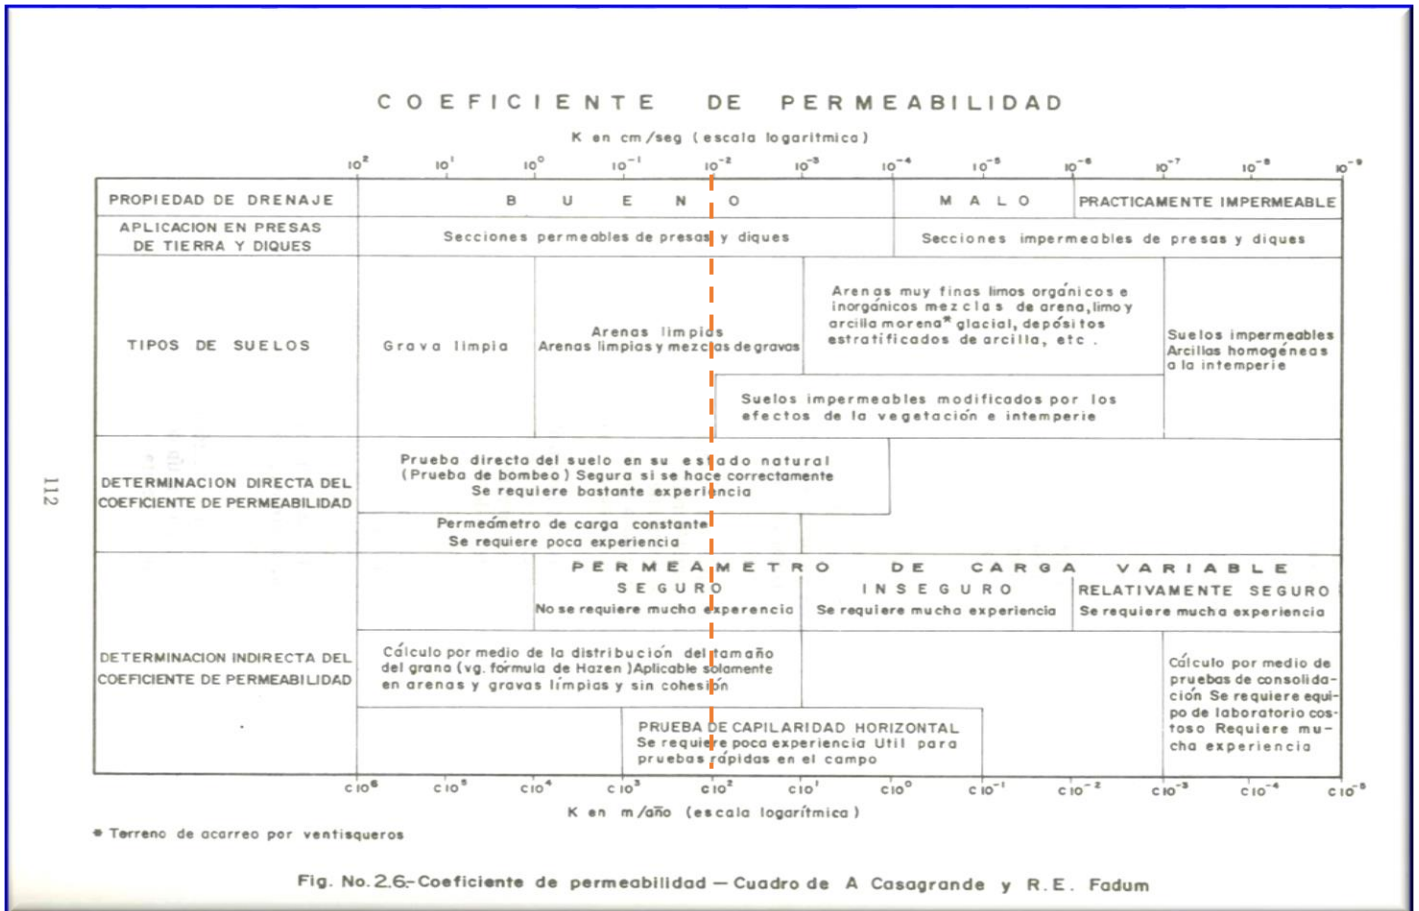 COEFICIENTE DE PERMEABILIDAD
K en cm/seg (escala logarítmica)
10² 10¹ 10⁰ 10⁻¹ 10⁻² 10⁻³ 10⁻⁴ 10⁻⁵ 10⁻⁶ 10⁻⁷ 10⁻⁸ 10⁻⁹
PROPIEDAD DE DRENAJE
BUENO
MALO
PRACTICAMENTE IMPERMEABLE
APLICACION EN PRESAS
DE TIERRA Y DIQUES
Secciones permeables de presas y diques
Secciones impermeables de presas y diques
TIPOS DE SUELOS
Grava limpia
Arenas limpias
Arenas limpias y mezclas de gravas
Arenas muy finas limos orgánicos e
inorgánicos mezclas de arena, limo y
arcilla morena* glacial, depósitos
estratificados de arcilla, etc.
Suelos impermeables modificados por los
efectos de la vegetación e intemperie
Suelos impermeables
Arcillas homogéneas
a la intemperie
112
DETERMINACION DIRECTA DEL
COEFICIENTE DE PERMEABILIDAD
Prueba directa del suelo en su estado natural
(Prueba de bombeo) Segura si se hace correctamente
Se requiere bastante experiencia
Permeámetro de carga constante
Se requiere poca experiencia
PERMEAMETRO DE CARGA VARIABLE
SEGURO
No se requiere mucha experencia
INSEGURO
Se requiere mucha experiencia
RELATIVAMENTE SEGURO
Se requiere mucha experiencia
DETERMINACION INDIRECTA DEL
COEFICIENTE DE PERMEABILIDAD
Cálculo por medio de la distribución del tamaño
del grano (vg. fórmula de Hazen) Aplicable solamente
en arenas y gravas límpias y sin cohesión
PRUEBA DE CAPILARIDAD HORIZONTAL
Se requiere poca experiencia Util para
pruebas rápidas en el campo
Cálculo por medio de
pruebas de consolida-
ción Se requiere equi-
po de laboratorio cos-
toso Requiere mu-
cha experiencia
C10⁶ C10⁵ C10⁴ C10³ C10² C10¹ C10⁰ C10⁻¹ C10⁻² C10⁻³ C10⁻⁴ C10⁻⁵
K en m/año (escala logarítmica)
* Terreno de acarreo por ventisqueros
Fig. No. 2.6.-Coeficiente de permeabilidad — Cuadro de A Casagrande y R.E. Fadum